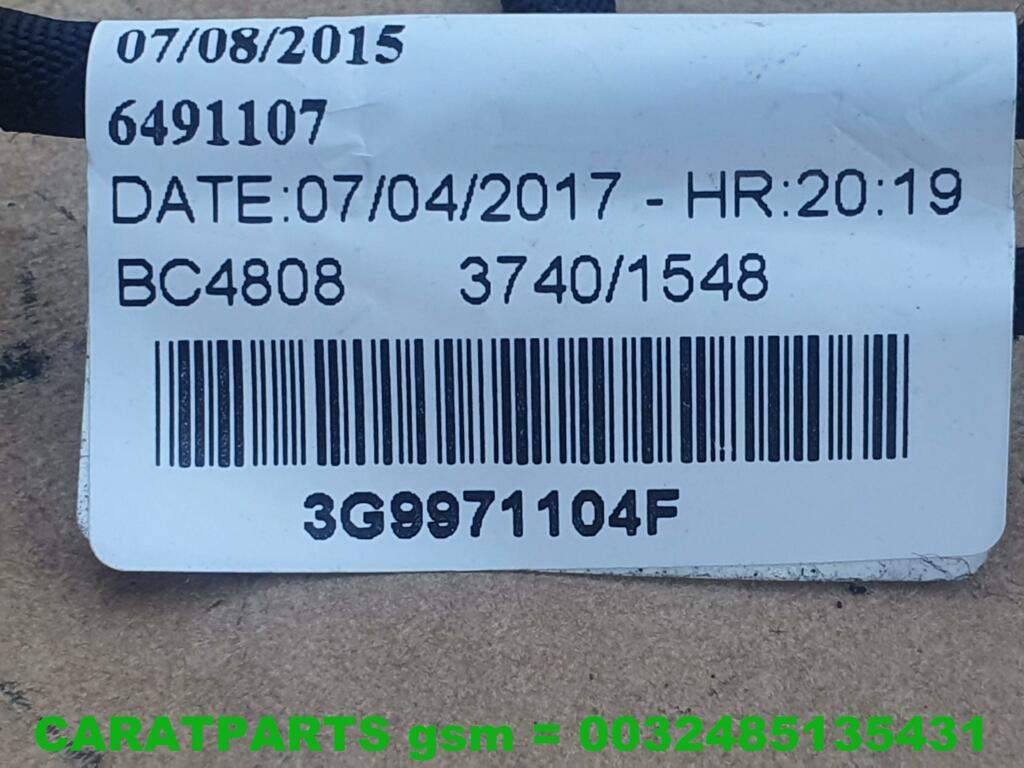 07/08/2015
6491107
DATE:07/04/2017 - HR:20:19
BC4808 3740/1548
3G9971104F
CARATPARTS gsm = 0032485135431